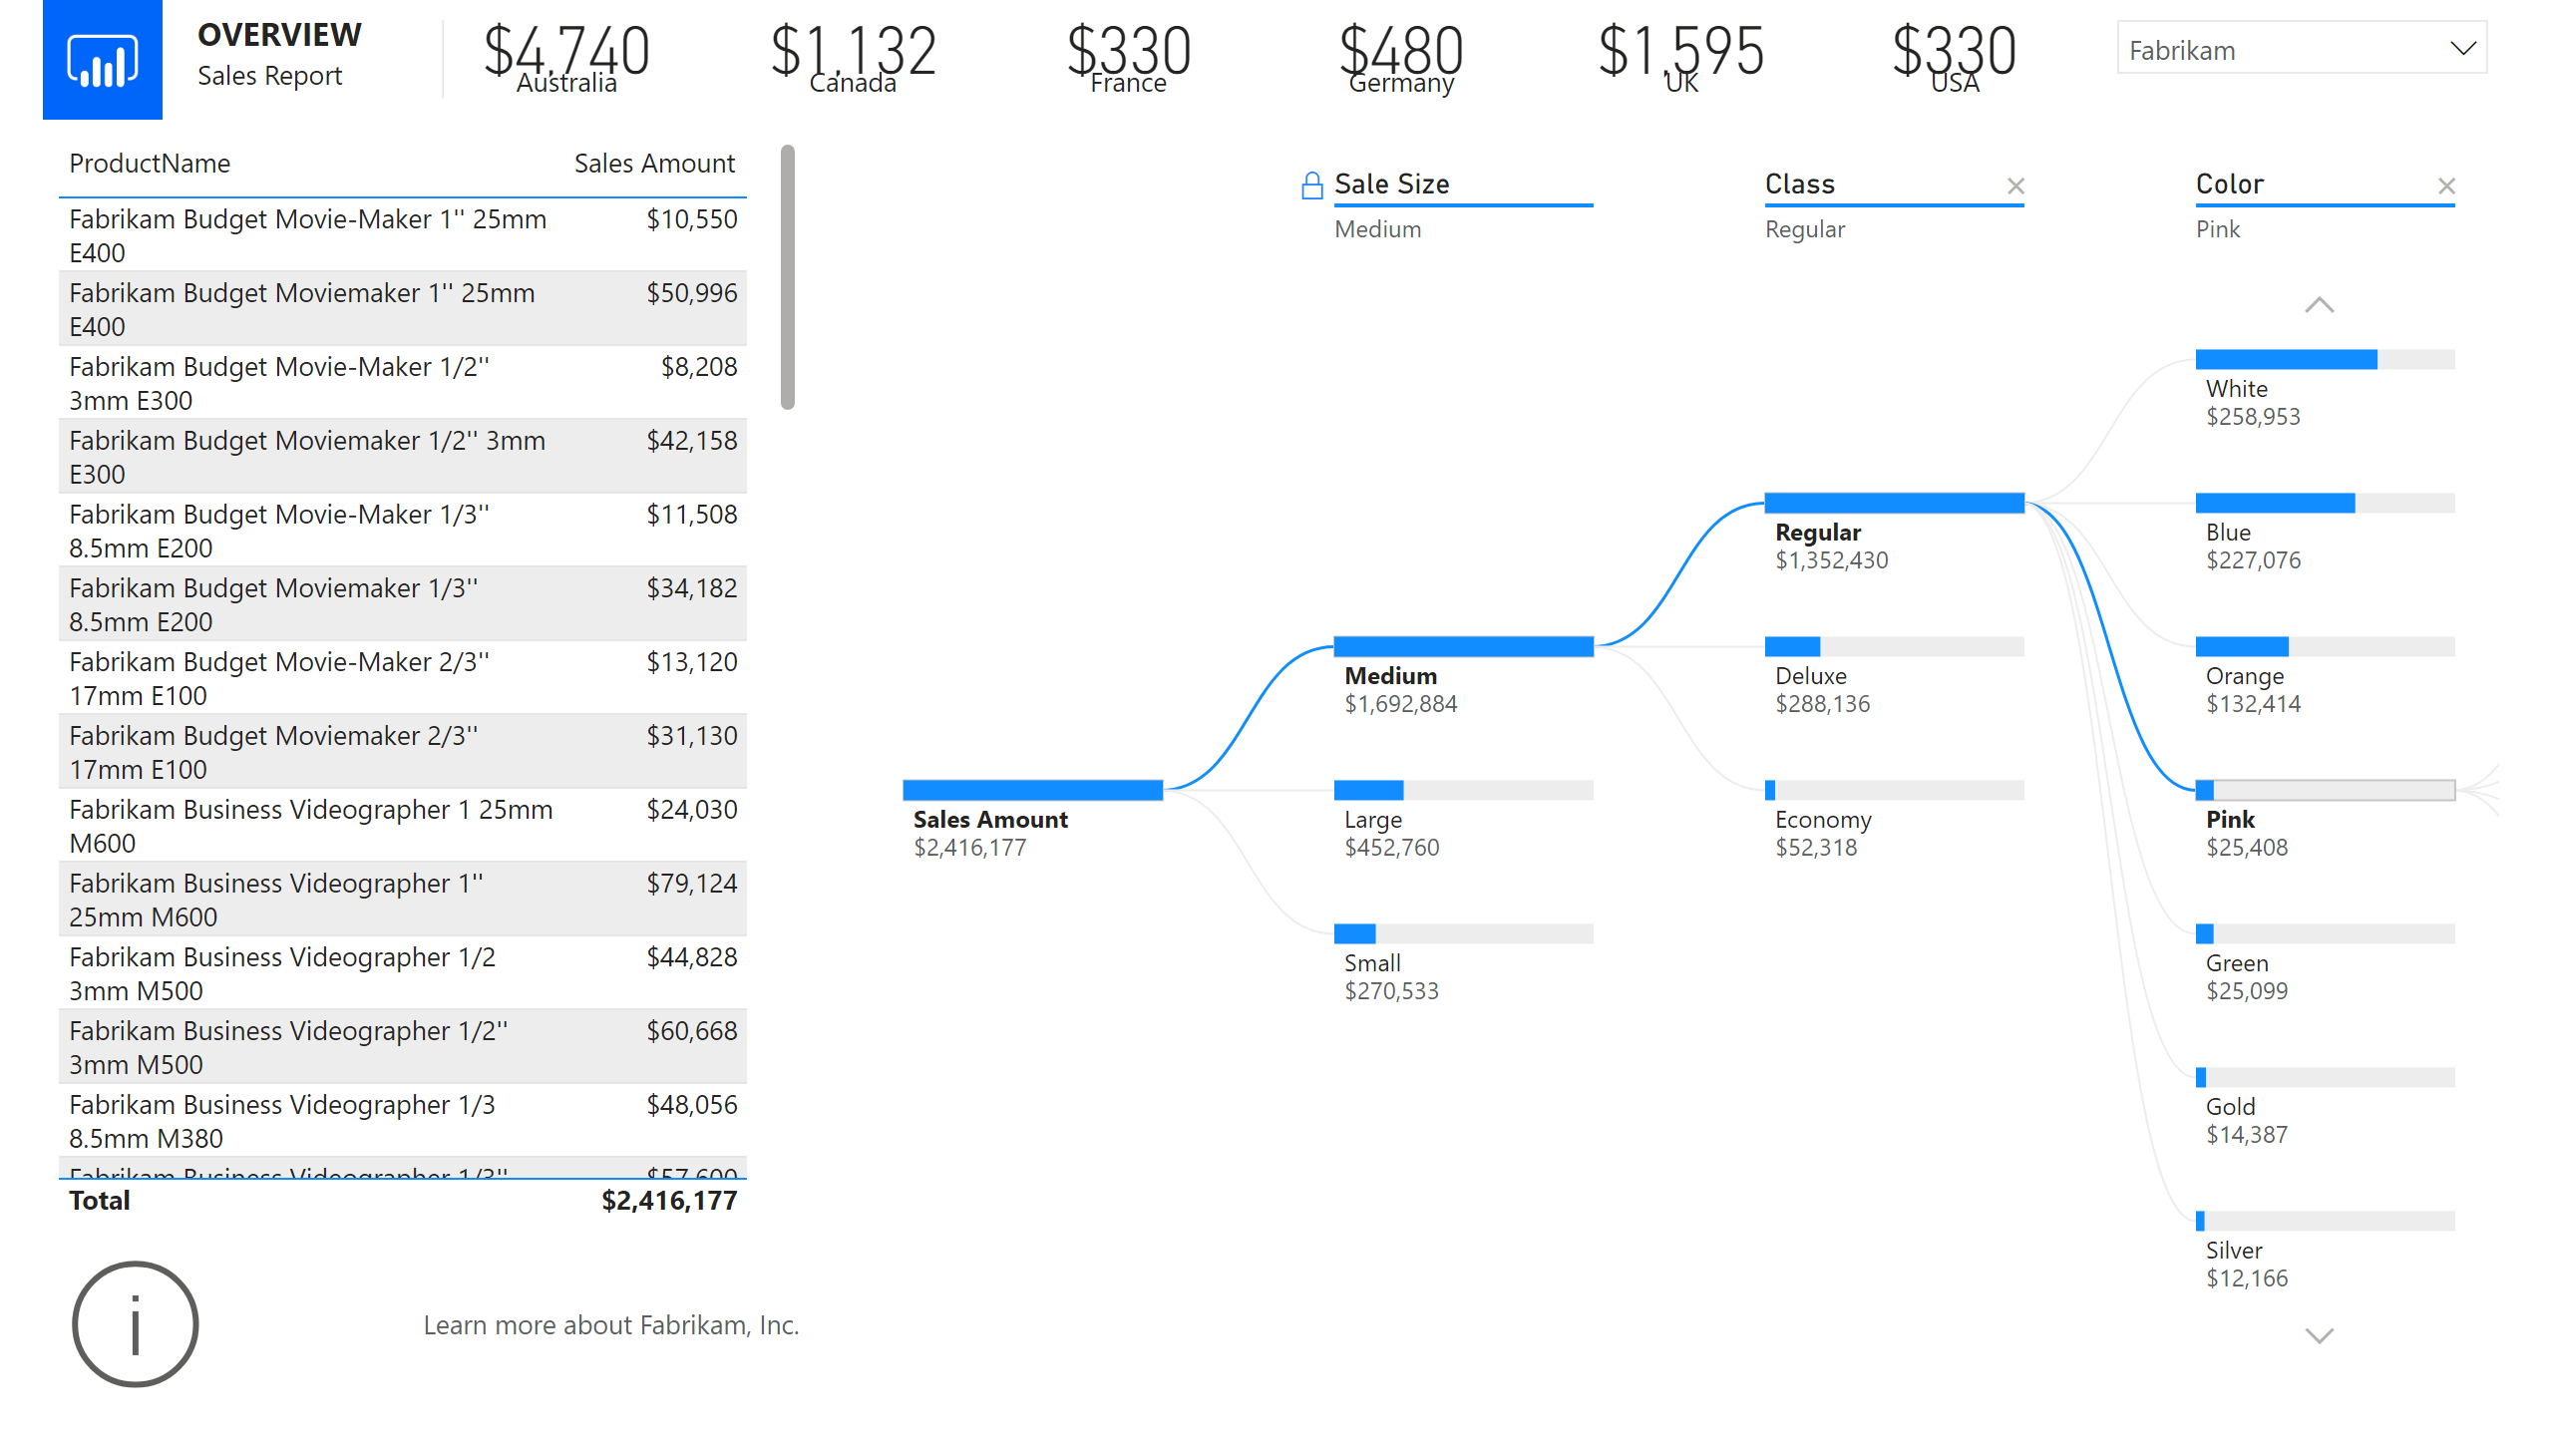 OVERVIEW
Sales Report
$4,740
Australia
$1,132
Canada
$330
France
$480
Germany
$1,595
UK
$330
USA
Fabrikam
ProductName Sales Amount
Fabrikam Budget Movie-Maker 1'' 25mm $10,550
E400
Fabrikam Budget Moviemaker 1'' 25mm $50,996
E400
Fabrikam Budget Movie-Maker 1/2'' $8,208
3mm E300
Fabrikam Budget Moviemaker 1/2'' 3mm $42,158
E300
Fabrikam Budget Movie-Maker 1/3'' $11,508
8.5mm E200
Fabrikam Budget Moviemaker 1/3'' $34,182
8.5mm E200
Fabrikam Budget Movie-Maker 2/3'' $13,120
17mm E100
Fabrikam Budget Moviemaker 2/3'' $31,130
17mm E100
Fabrikam Business Videographer 1 25mm $24,030
M600
Fabrikam Business Videographer 1'' $79,124
25mm M600
Fabrikam Business Videographer 1/2 $44,828
3mm M500
Fabrikam Business Videographer 1/2'' $60,668
3mm M500
Fabrikam Business Videographer 1/3 $48,056
8.5mm M380
Fabrikam Business Videographer 1/3'' $57,600
Total $2,416,177
i
Learn more about Fabrikam, Inc.
Sale Size
Medium
Class
Regular
Color
Pink
Sales Amount
$2,416,177
Medium
$1,692,884
Large
$452,760
Small
$270,533
Regular
$1,352,430
Deluxe
$288,136
Economy
$52,318
White
$258,953
Blue
$227,076
Orange
$132,414
Pink
$25,408
Green
$25,099
Gold
$14,387
Silver
$12,166